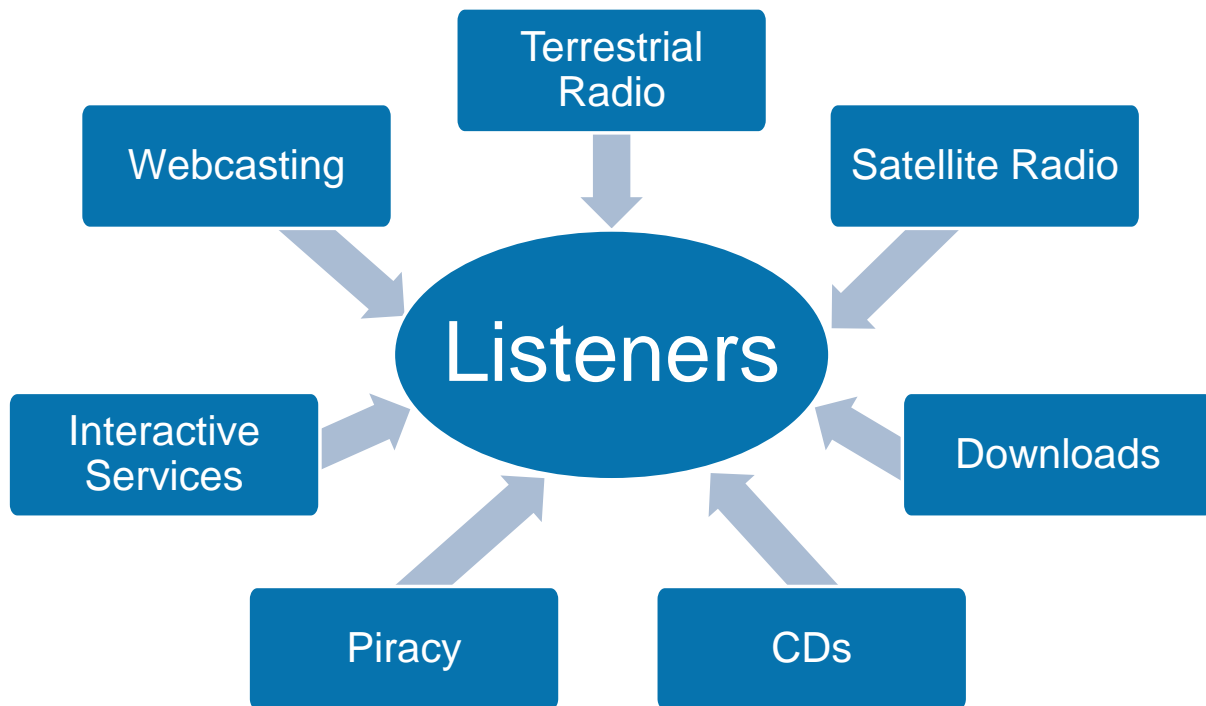 Terrestrial
Radio
Webcasting
Satellite Radio
Listeners
Interactive
Services
Downloads
Piracy
CDs